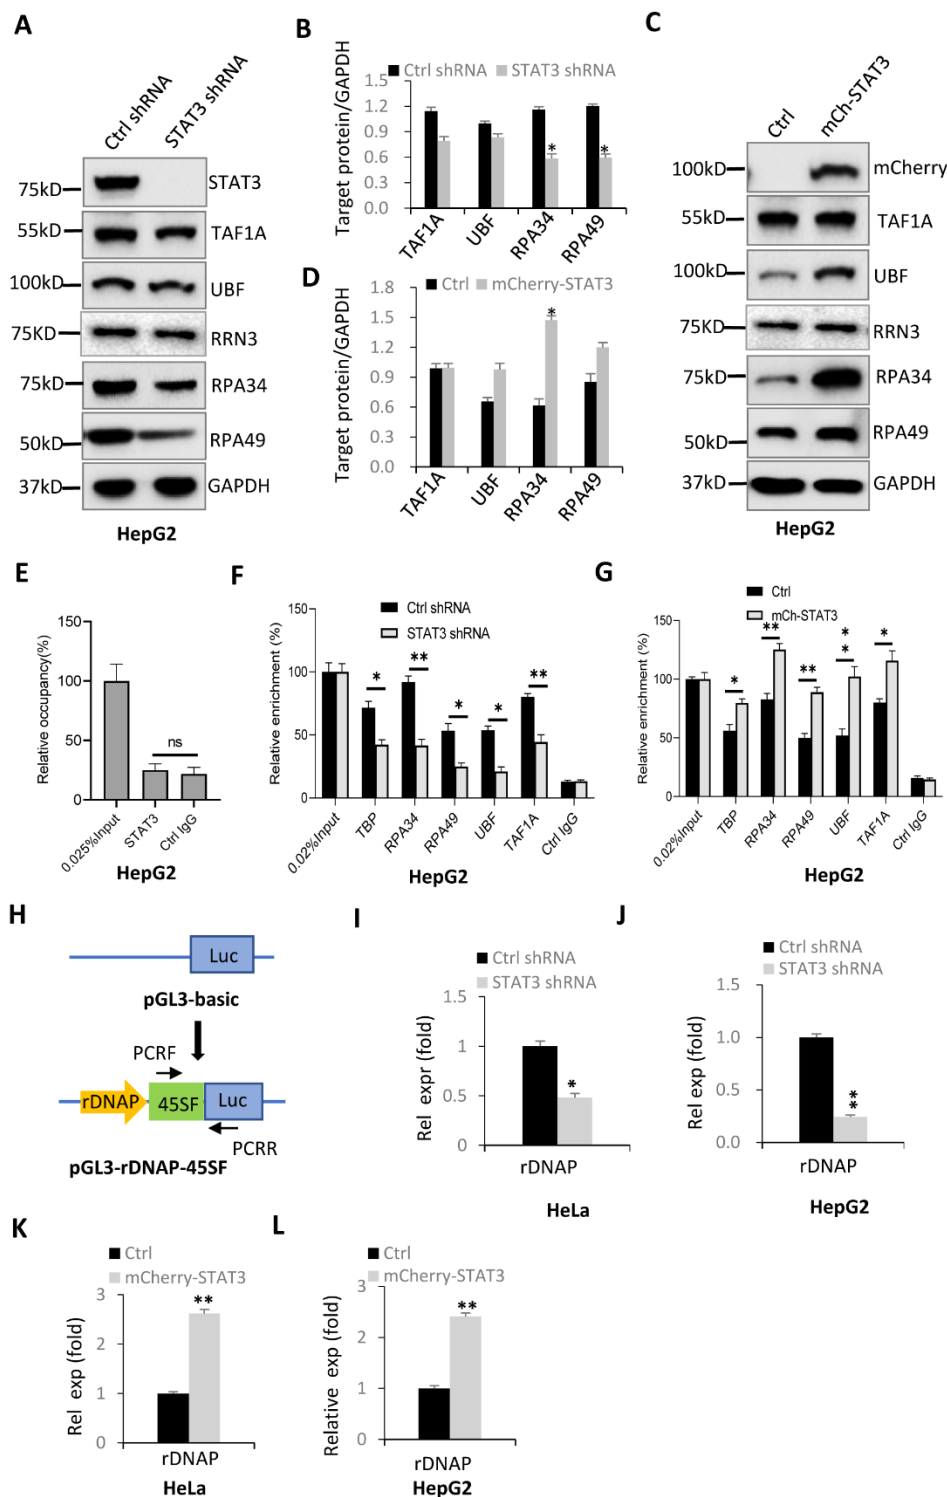 A
Ctrl shRNA
STAT3 shRNA
75kD
STAT3
55kD
TAF1A
100kD
UBF
75KD
RRN3
75kD
RPA34
50kD
RPA49
37kD
GAPDH
HepG2
B
Ctrl shRNA STAT3 shRNA
Target protein/GAPDH
1.5
1.2
0.9
0.6
0.3
0.0
* *
TAF1A UBF RPA34 RPA49
C
Ctrl
mCh-STAT3
100kD
mCherry
55kD
TAF1A
100kD
UBF
75kD
RRN3
75kD
RPA34
50kD
RPA49
37kD
GAPDH
HepG2
D
Ctrl mCherry-STAT3
Target protein/GAPDH
1.8
1.5
1.2
0.9
0.6
0.3
0.0
*
TAF1A UBF RPA34 RPA49
E
Relative occupancy(%)
150
100
50
0
ns
0.025%Input STAT3 Ctrl IgG
HepG2
F
Ctrl shRNA
STAT3 shRNA
Relative enrichment (%)
150
100
50
0
* ** * * **
0.02%Input TBP RPA34 RPA49 UBF TAF1A Ctrl IgG
HepG2
G
Ctrl
mCh-STAT3
Relative enrichment (%)
150
100
50
0
* ** ** ** *
0.02%Input TBP RPA34 RPA49 UBF TAF1A Ctrl IgG
HepG2
H
Luc
pGL3-basic
PCRF
rDNAP 45SF Luc
PCRR
pGL3-rDNAP-45SF
I
Ctrl shRNA
STAT3 shRNA
Rel expr (fold)
1.5
1
0.5
0
*
rDNAP
HeLa
J
Ctrl shRNA
STAT3 shRNA
Rel exp (fold)
1.5
1.0
0.5
0.0
**
rDNAP
HepG2
K
Ctrl
mCherry-STAT3
Rel exp (fold)
3
2
1
0
**
rDNAP
HeLa
L
Ctrl
mCherry-STAT3
Relative exp (fold)
3
2
1
0
**
rDNAP
HepG2